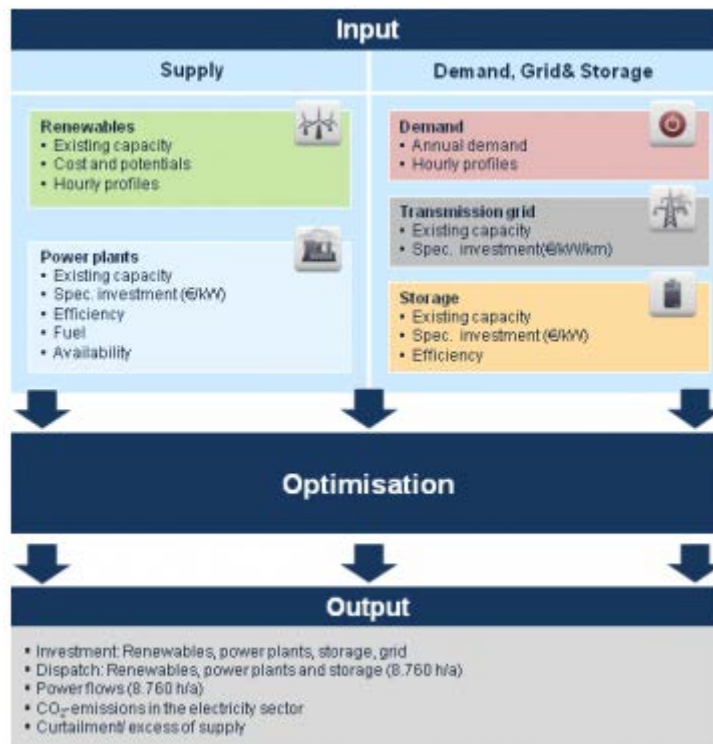 Input
Supply
Demand, Grid& Storage
Renewables
• Existing capacity
• Cost and potentials
• Hourly profiles
Power plants
• Existing capacity
• Spec. investment (€/kW)
• Efficiency
• Fuel
• Availability
Demand
• Annual demand
• Hourly profiles
Transmission grid
• Existing capacity
• Spec. investment(€/kW/km)
Storage
• Existing capacity
• Spec. investment (€/kW)
• Efficiency
Optimisation
Output
• Investment: Renewables, power plants, storage, grid
• Dispatch: Renewables, power plants and storage (8.760 h/a)
• Power flows (8.760 h/a)
• CO₂-emissions in the electricity sector
• Curtailment/ excess of supply